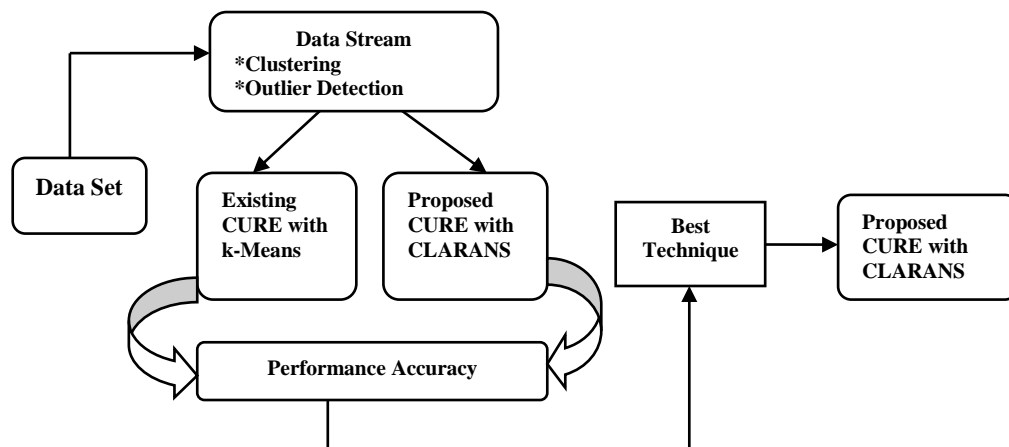 Data Stream
*Clustering
*Outlier Detection
Data Set
Existing
CURE with
k-Means
Proposed
CURE with
CLARANS
Performance Accuracy
Best
Technique
Proposed
CURE with
CLARANS